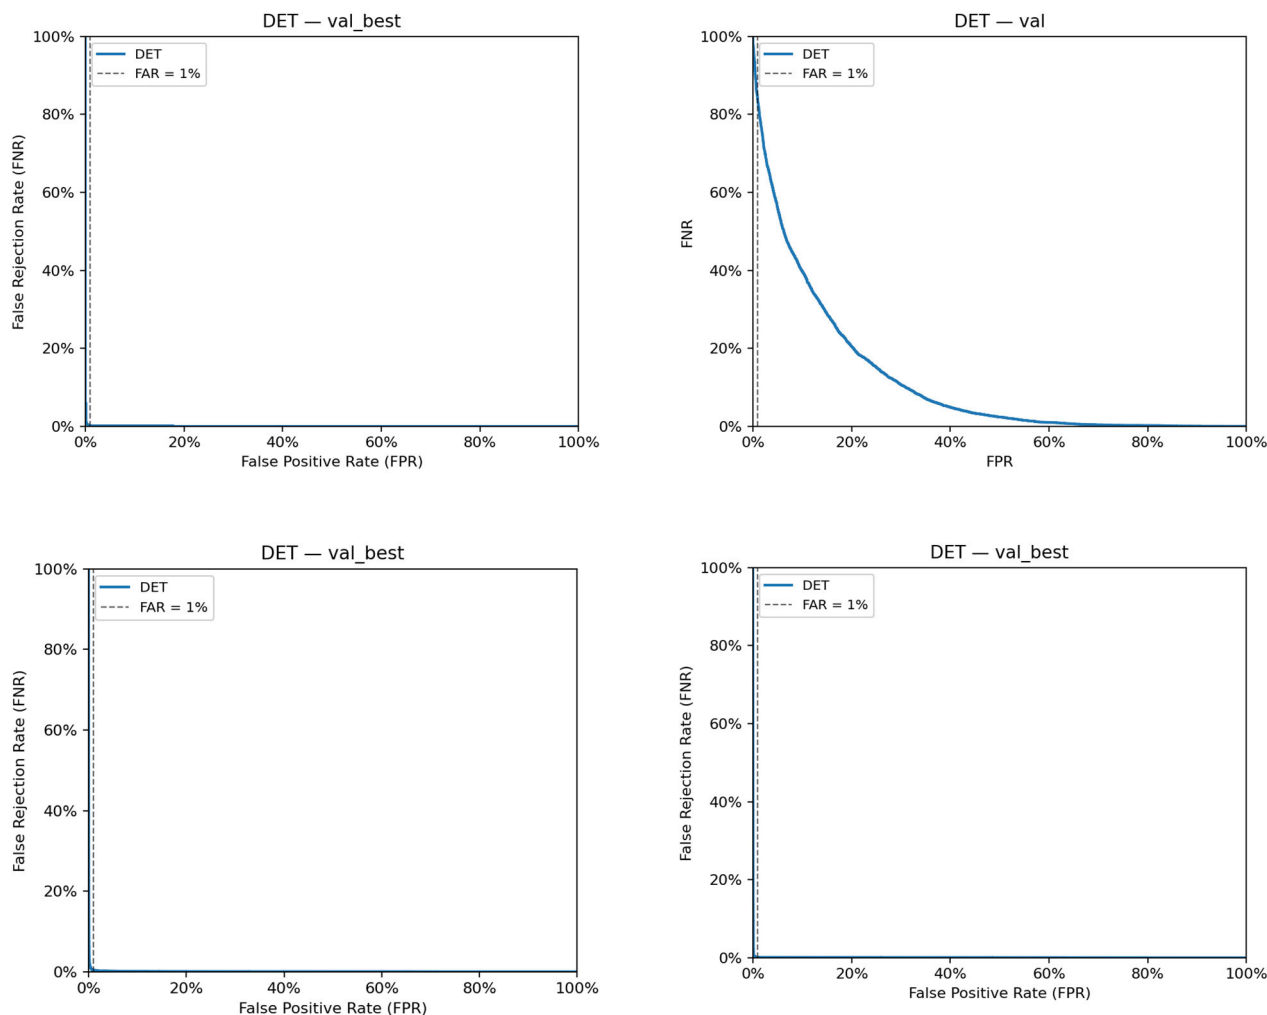 DET — val_best
100%
80%
60%
40%
20%
0%
False Rejection Rate (FNR)
DET
FAR = 1%
0% 20% 40% 60% 80% 100%
False Positive Rate (FPR)
DET — val
100%
80%
60%
40%
20%
0%
FNR
DET
FAR = 1%
0% 20% 40% 60% 80% 100%
FPR
DET — val_best
100%
80%
60%
40%
20%
0%
False Rejection Rate (FNR)
DET
FAR = 1%
0% 20% 40% 60% 80% 100%
False Positive Rate (FPR)
DET — val_best
100%
80%
60%
40%
20%
0%
False Rejection Rate (FNR)
DET
FAR = 1%
0% 20% 40% 60% 80% 100%
False Positive Rate (FPR)